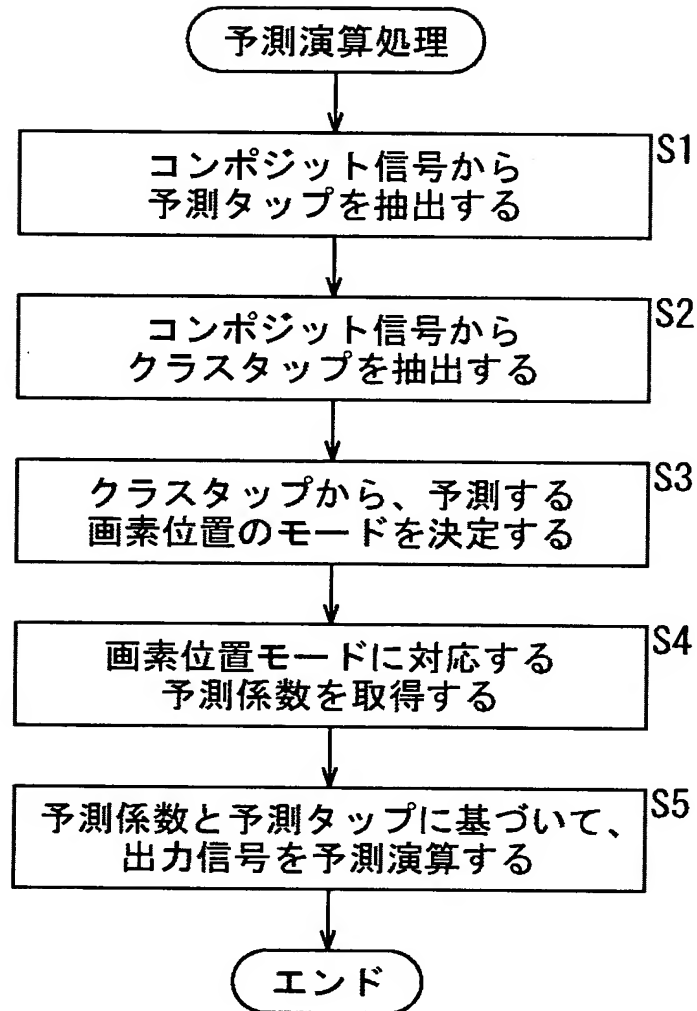 予測演算処理
S1
コンポジット信号から
予測タップを抽出する
S2
コンポジット信号から
クラスタップを抽出する
S3
クラスタップから、予測する
画素位置のモードを決定する
S4
画素位置モードに対応する
予測係数を取得する
S5
予測係数と予測タップに基づいて、
出力信号を予測演算する
エンド